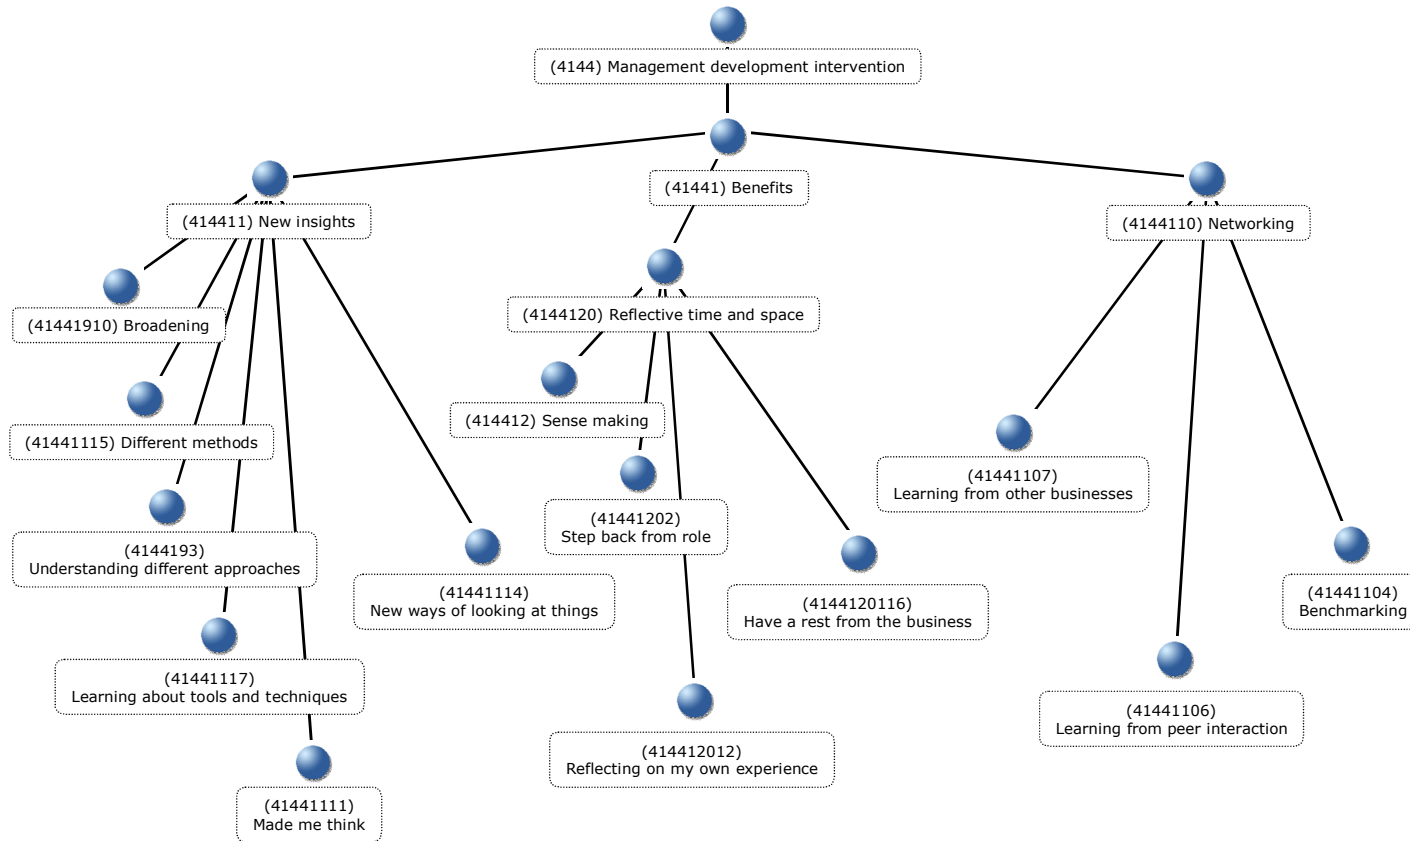 (4144) Management development intervention
(41441) Benefits
(414411) New insights
(4144110) Networking
(41441910) Broadening
(4144120) Reflective time and space
(414412) Sense making
(41441115) Different methods
(41441107)
Learning from other businesses
(41441202)
Step back from role
(4144193)
Understanding different approaches
(41441114)
New ways of looking at things
(4144120116)
Have a rest from the business
(41441104)
Benchmarking
(41441117)
Learning about tools and techniques
(41441106)
Learning from peer interaction
(414412012)
Reflecting on my own experience
(41441111)
Made me think